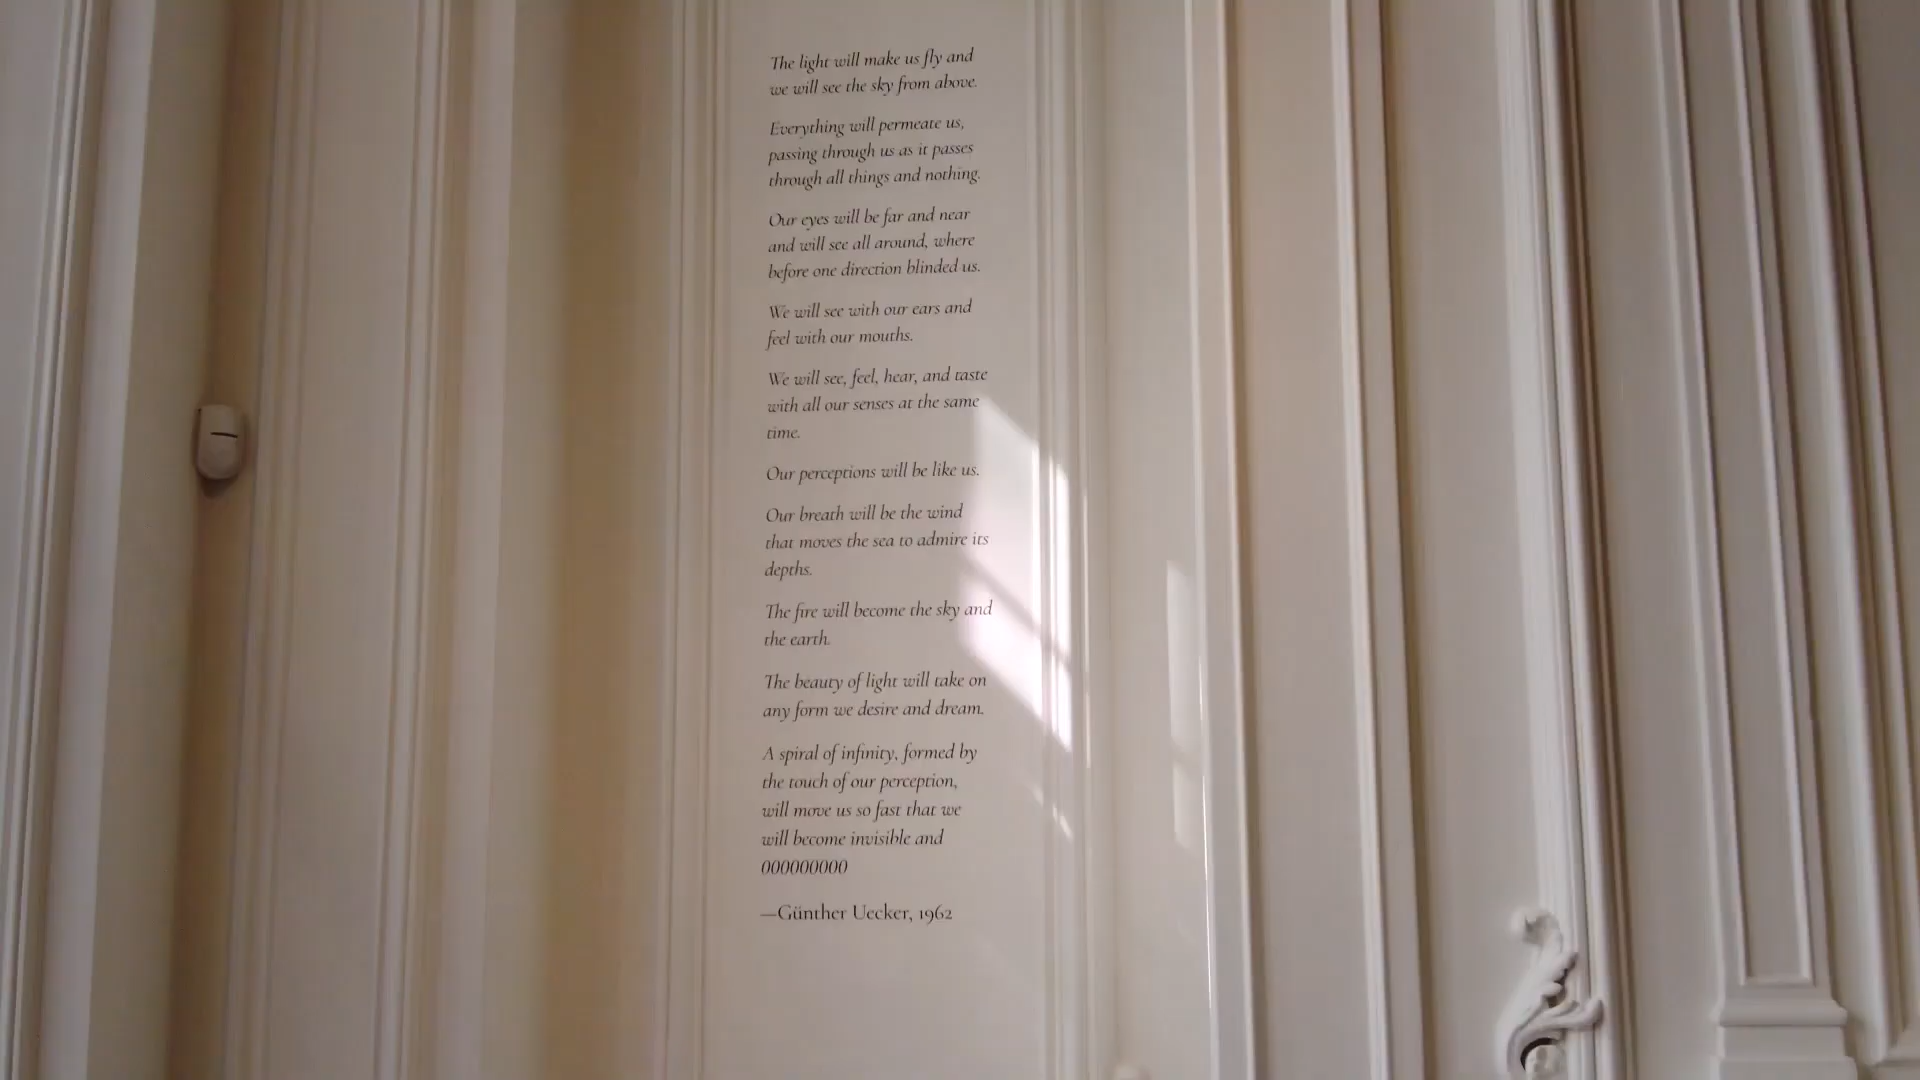 The light will make us fly and
we will see the sky from above.
Everything will permeate us,
passing through us as it passes
through all things and nothing.
Our eyes will be far and near
and will see all around, where
before one direction blinded us.
We will see with our ears and
feel with our mouths.
We will see, feel, hear, and taste
with all our senses at the same
time.
Our perceptions will be like us.
Our breath will be the wind
that moves the sea to admire its
depths.
The fire will become the sky and
the earth.
The beauty of light will take on
any form we desire and dream.
A spiral of infinity, formed by
the touch of our perception,
will move us so fast that we
will become invisible and
000000000
—Günther Uecker, 1962